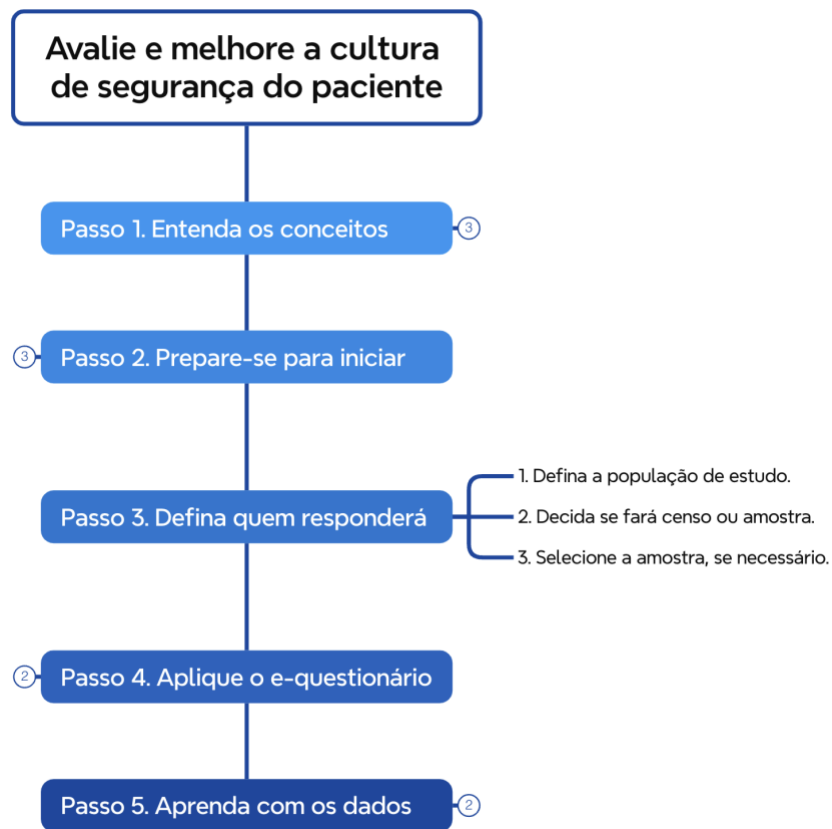 Avalie e melhore a cultura
de segurança do paciente
Passo 1. Entenda os conceitos
3
3
Passo 2. Prepare-se para iniciar
Passo 3. Defina quem responderá
1. Defina a população de estudo.
2. Decida se fará censo ou amostra.
3. Selecione a amostra, se necessário.
2
Passo 4. Aplique o e-questionário
Passo 5. Aprenda com os dados
2